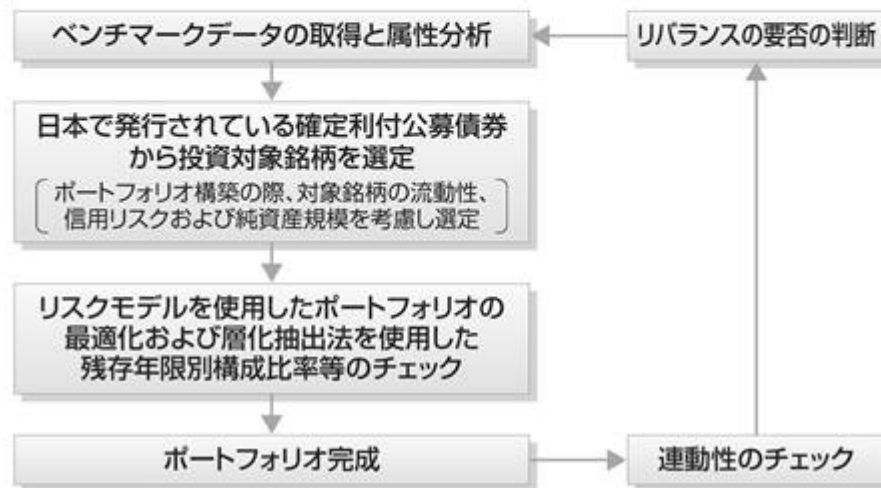 ベンチマークデータの取得と属性分析
リバランスの要否の判断
日本で発行されている確定利付公募債券
から投資対象銘柄を選定
ポートフォリオ構築の際、対象銘柄の流動性、
信用リスクおよび純資産規模を考慮し選定
リスクモデルを使用したポートフォリオの
最適化および層化抽出法を使用した
残存年限別構成比率等のチェック
ポートフォリオ完成
連動性のチェック